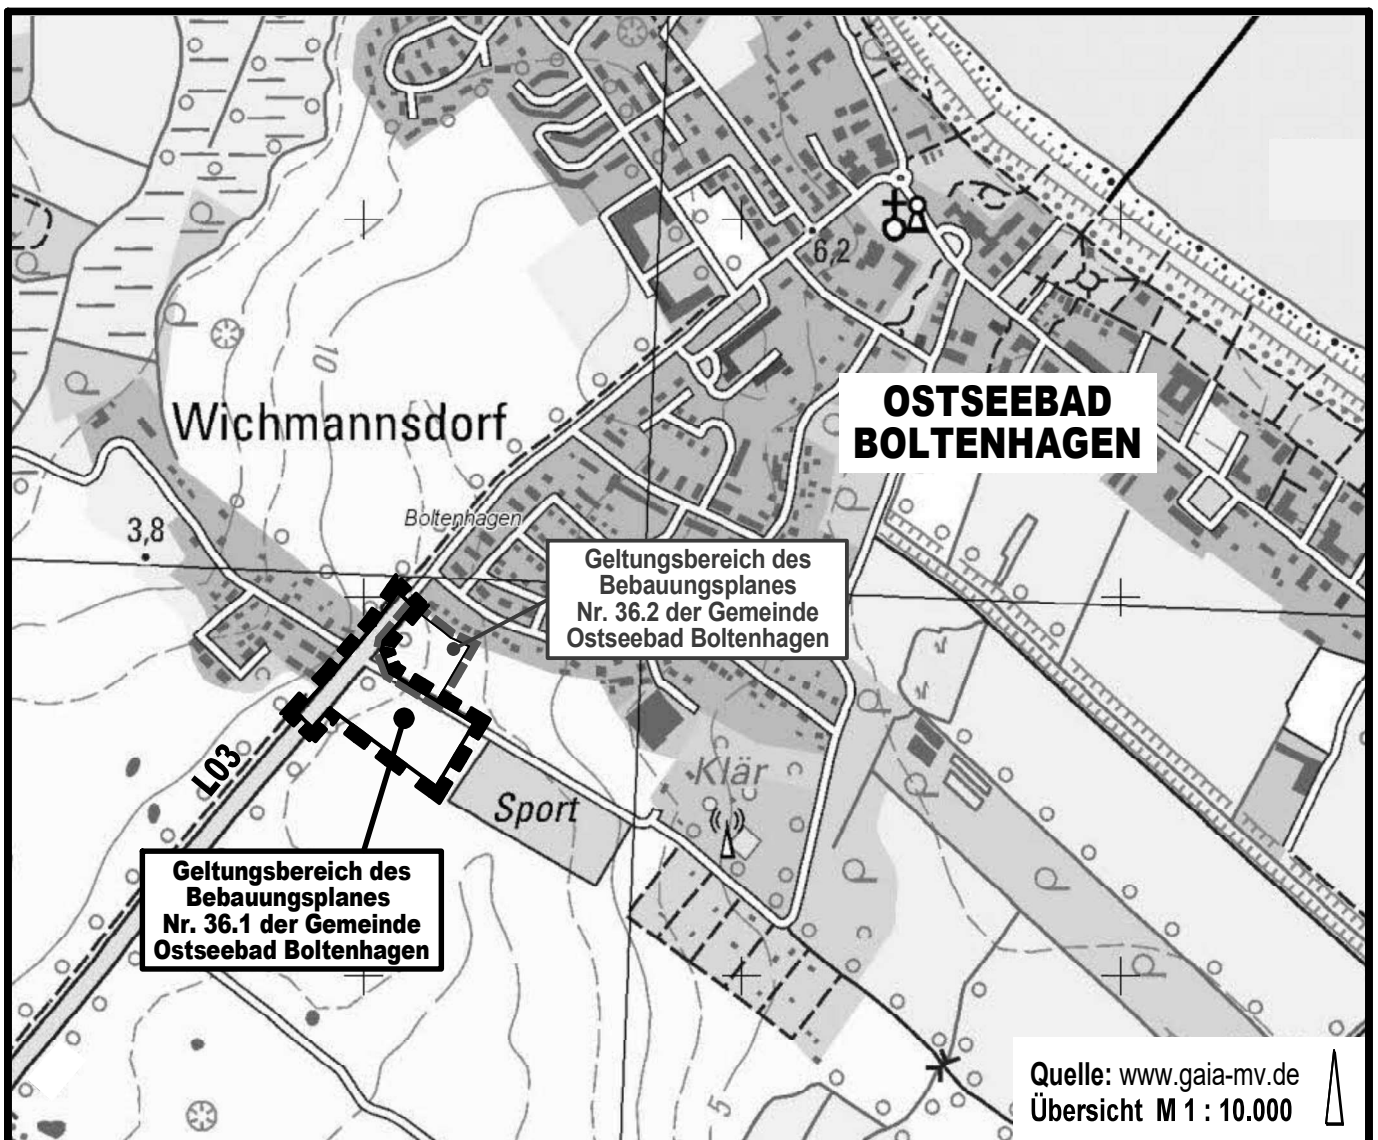 6,2
10
Wichmannsdorf
OSTSEEBAD
BOLTENHAGEN
Boltenhagen
3,8
Geltungsbereich des
Bebauungsplanes
Nr. 36.2 der Gemeinde
Ostseebad Boltenhagen
L03
Klär
Sport
Geltungsbereich des
Bebauungsplanes
Nr. 36.1 der Gemeinde
Ostseebad Boltenhagen
5
Quelle: www.gaia-mv.de
Übersicht M 1 : 10.000